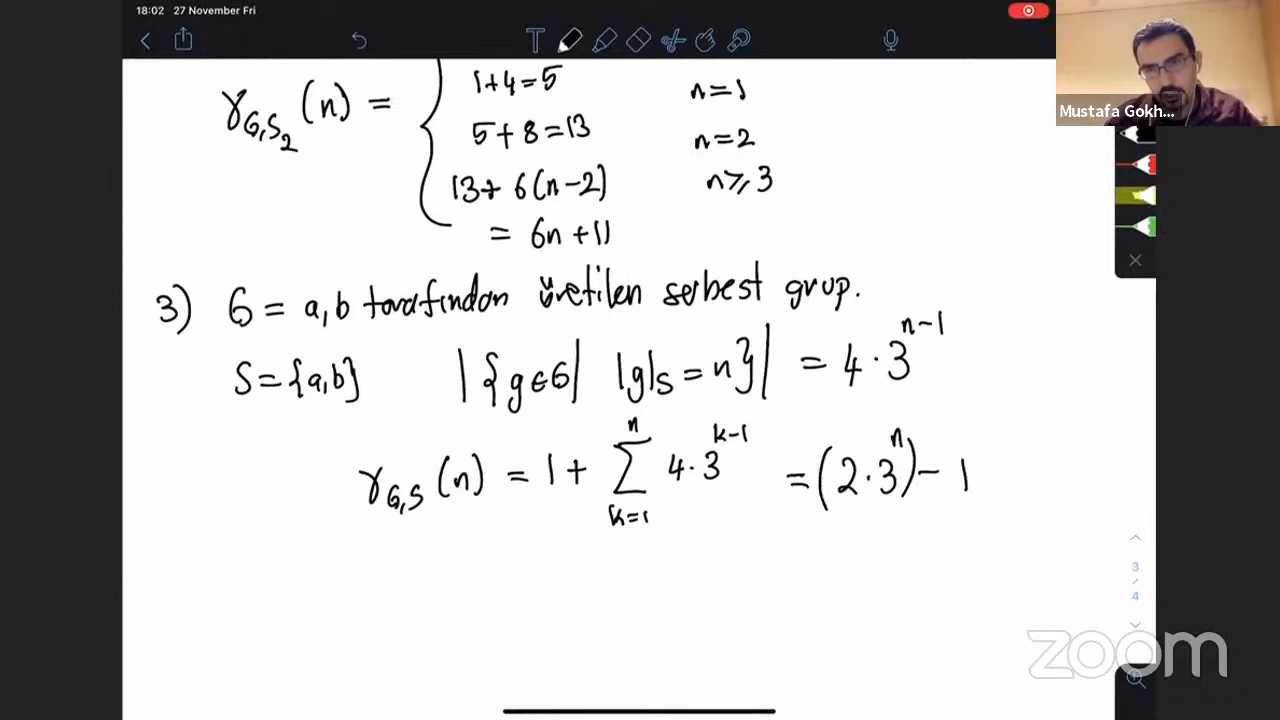 18:02 27 November Fri
Mustafa Gokh...
γ_{G,S_2}(n) = {
1+4=5 n=1
5+8=13 n=2
13+6(n-2) n≥3
= 6n+11
3) G = a,b tarafından üretilen serbest grup.
S={a,b} |{g∈G| |g|_S = n}| = 4·3^{n-1}
γ_{G,S}(n) = 1+ ∑_{k=1}^{n} 4·3^{k-1} = (2·3^n)-1
3
/
4
zoom